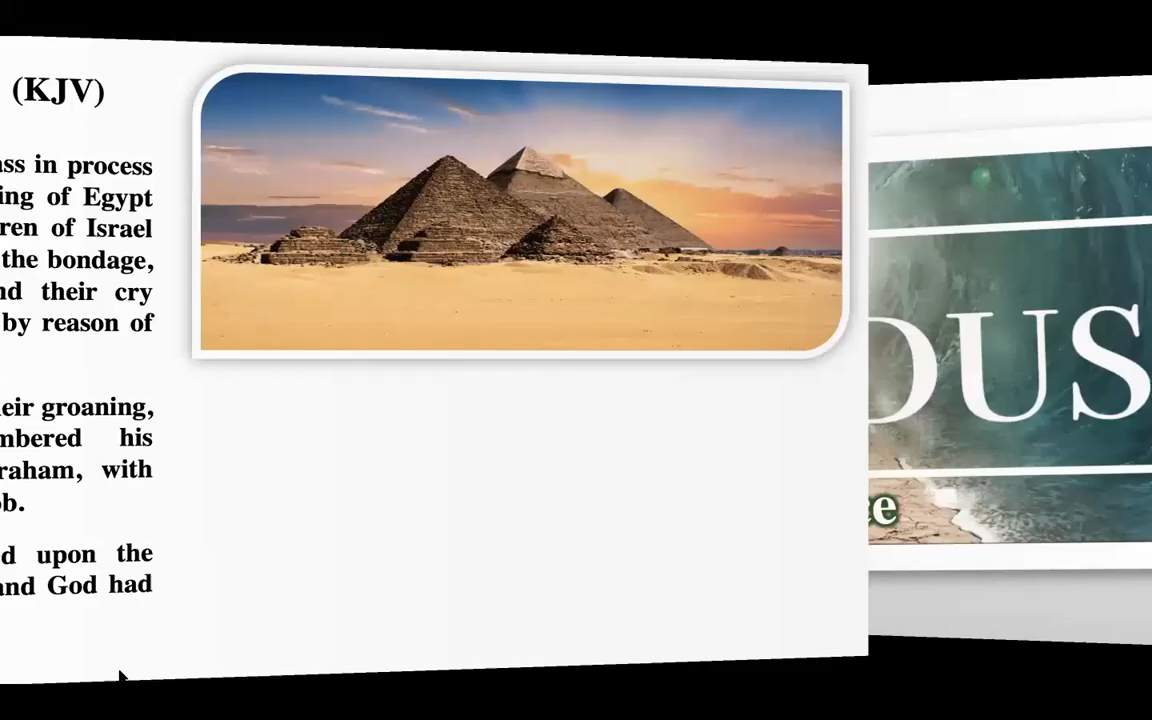 (KJV)
ass in process
ing of Egypt
ren of Israel
the bondage,
nd their cry
by reason of
eir groaning,
mbered his
raham, with
ob.
d upon the
and God had
OUS
ee